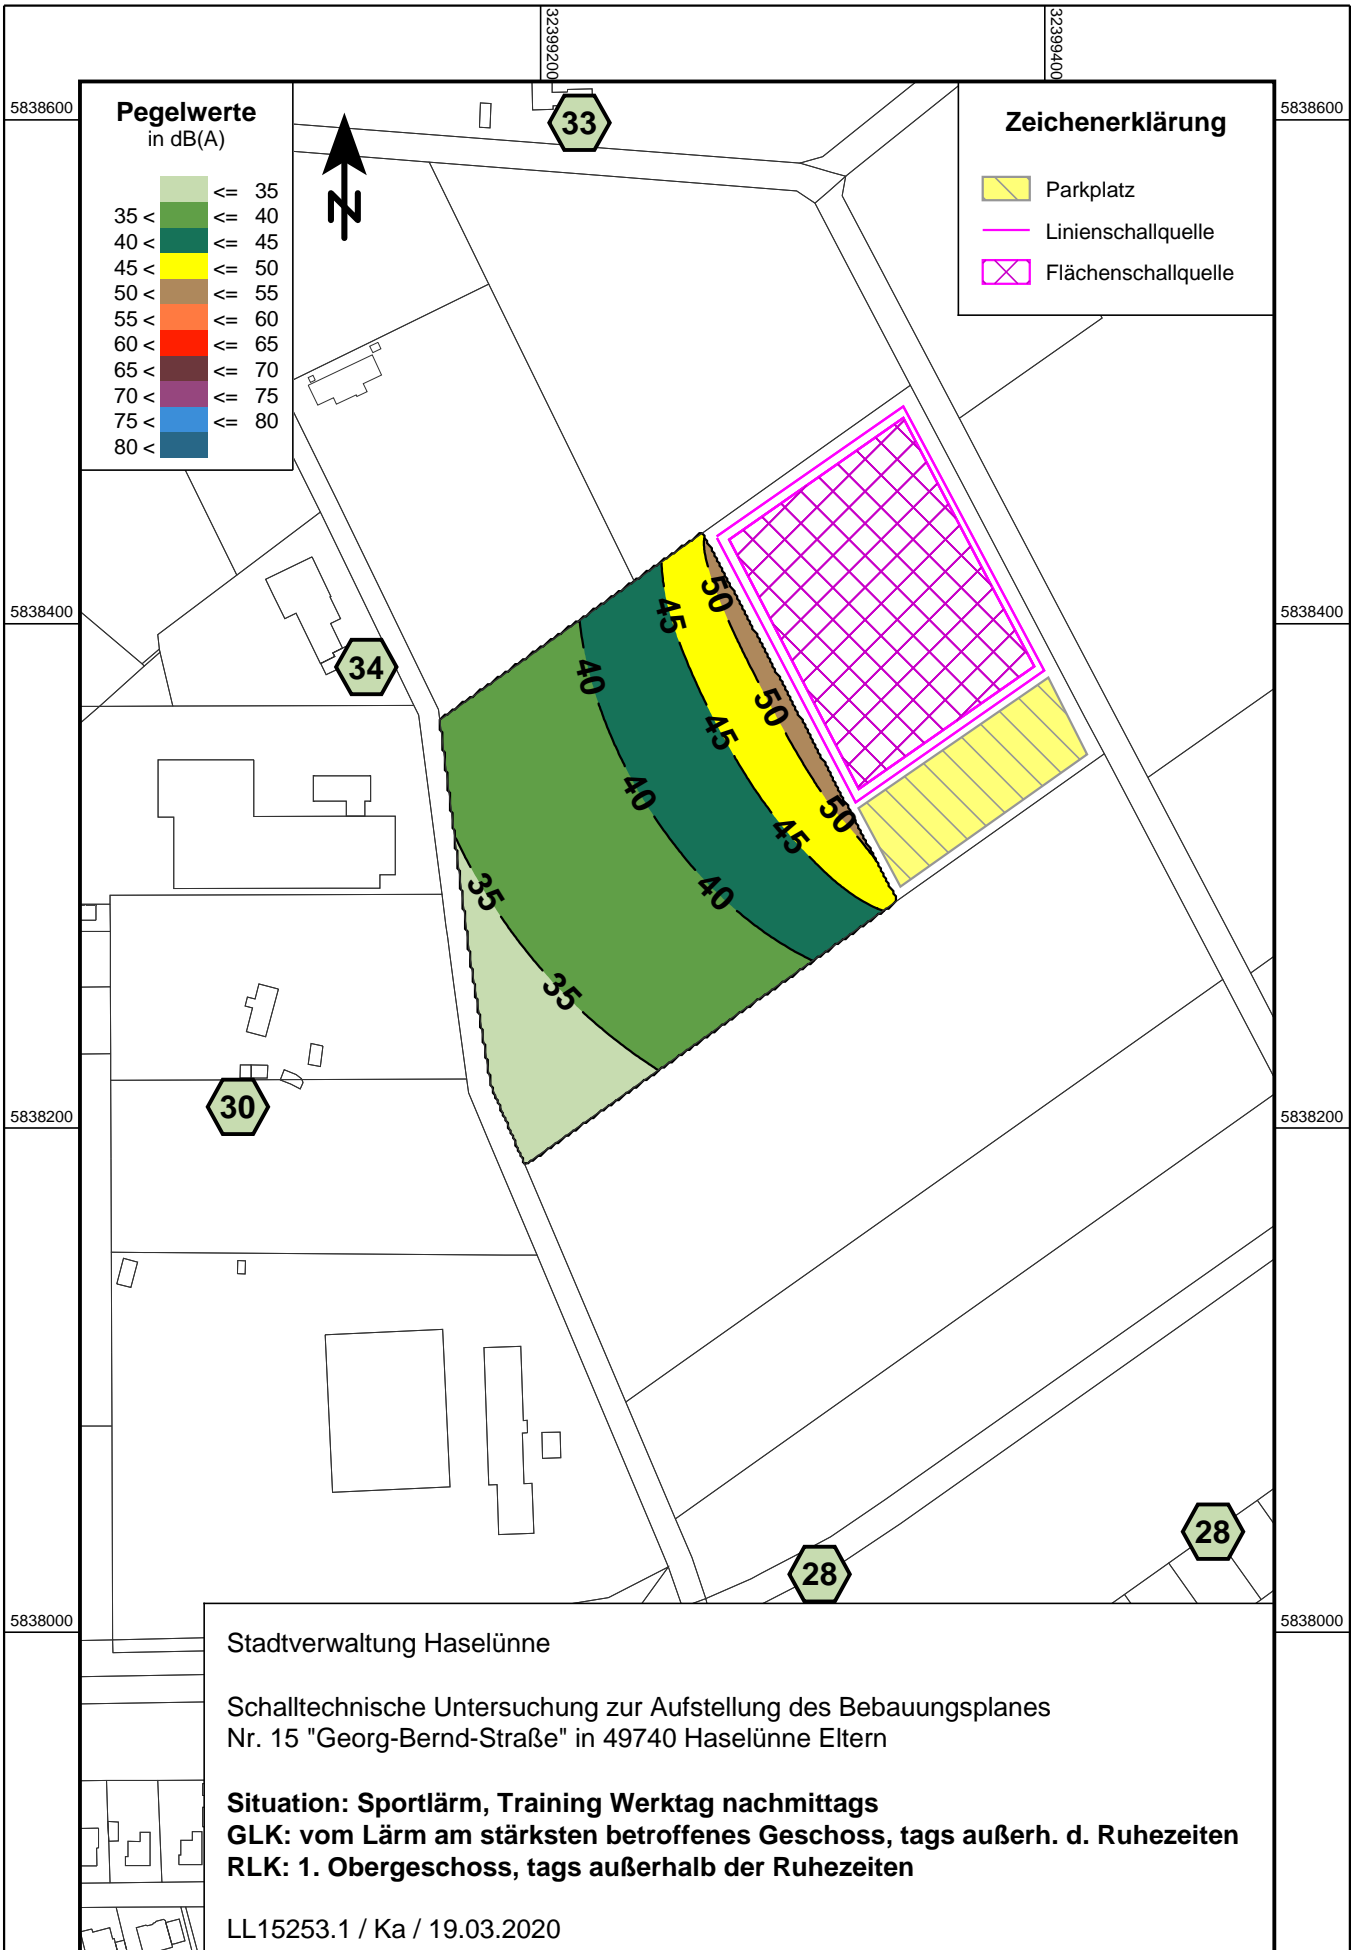 32399200
32399400
5838600
5838600
Pegelwerte
in dB(A)
<= 35
35 < <= 40
40 < <= 45
45 < <= 50
50 < <= 55
55 < <= 60
60 < <= 65
65 < <= 70
70 < <= 75
75 < <= 80
80 <
N
33
Zeichenerklärung
Parkplatz
Linienschallquelle
Flächenschallquelle
5838400
5838400
34
50
45
40
50
45
40
50
45
40
35
35
30
5838200
5838200
28
28
5838000
5838000
Stadtverwaltung Haselünne
Schalltechnische Untersuchung zur Aufstellung des Bebauungsplanes
Nr. 15 "Georg-Bernd-Straße" in 49740 Haselünne Eltern
Situation: Sportlärm, Training Werktag nachmittags
GLK: vom Lärm am stärksten betroffenes Geschoss, tags außerh. d. Ruhezeiten
RLK: 1. Obergeschoss, tags außerhalb der Ruhezeiten
LL15253.1 / Ka / 19.03.2020